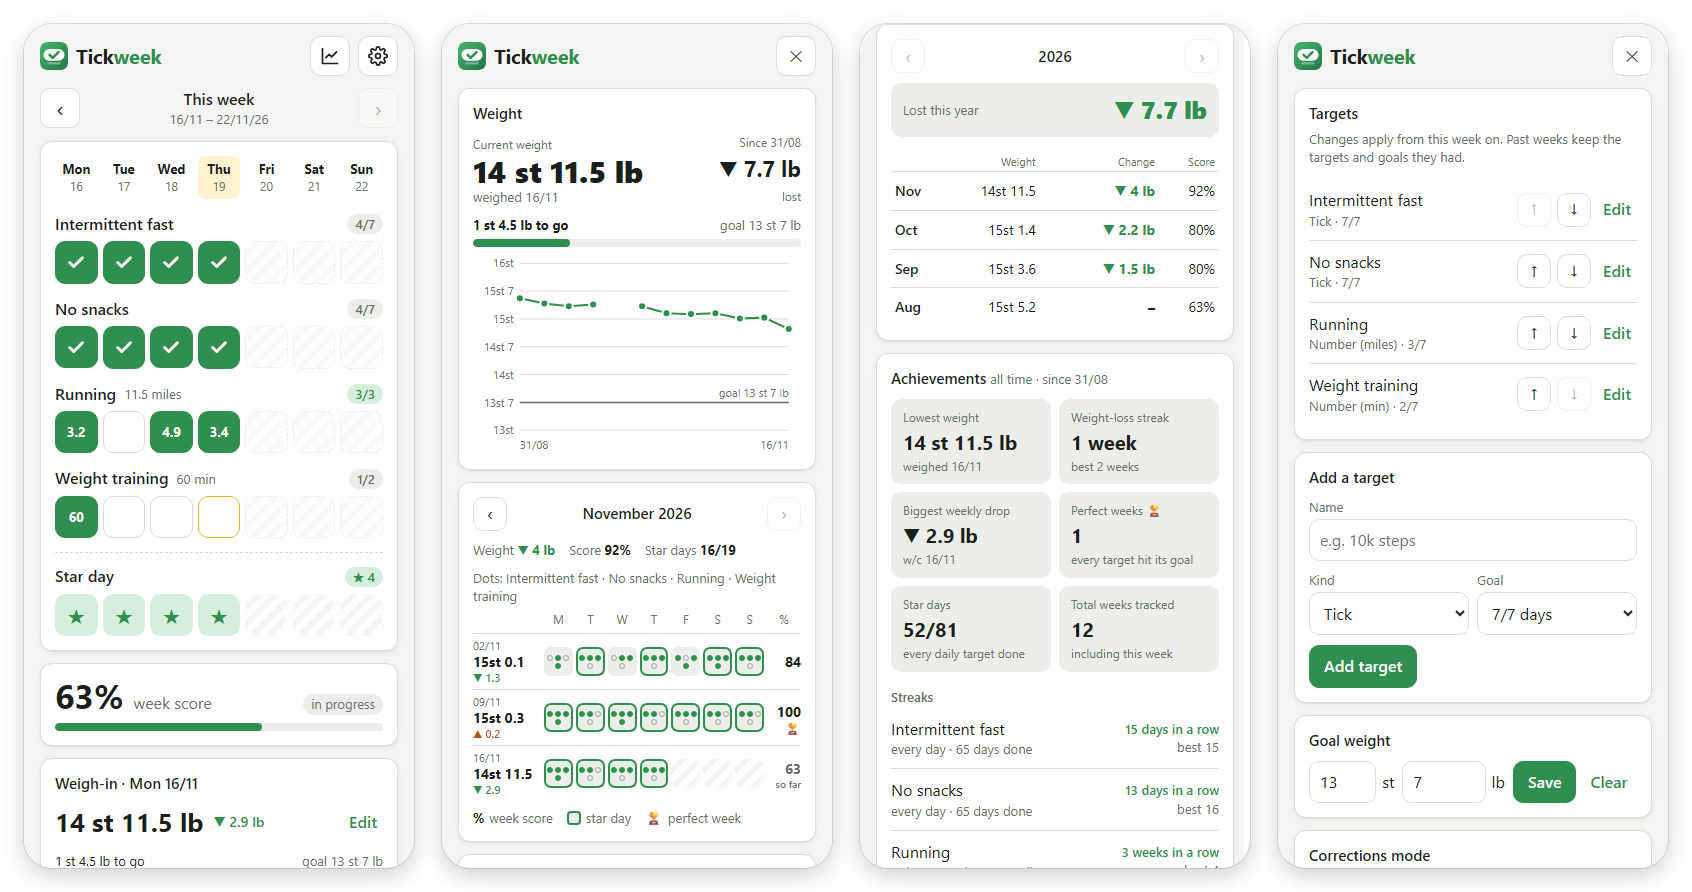 Tickweek
‹ This week ›
16/11 – 22/11/26
Mon Tue Wed Thu Fri Sat Sun
16 17 18 19 20 21 22
Intermittent fast 4/7
No snacks 4/7
Running 11.5 miles 3/3
3.2 4.9 3.4
Weight training 60 min 1/2
60
Star day ★ 4
★ ★ ★ ★
63% week score in progress
Weigh-in · Mon 16/11
14 st 11.5 lb ▼ 2.9 lb Edit
1 st 4.5 lb to go goal 13 st 7 lb
Tickweek ×
Weight
Current weight Since 31/08
14 st 11.5 lb ▼ 7.7 lb
weighed 16/11 lost
1 st 4.5 lb to go goal 13 st 7 lb
16st
15st 7
15st
14st 7
14st
goal 13 st 7 lb
13st 7
13st
31/08 16/11
‹ November 2026 ›
Weight ▼ 4 lb Score 92% Star days 16/19
Dots: Intermittent fast · No snacks · Running · Weight
training
M T W T F S S %
02/11
15st 0.1 84
▼ 1.3
09/11
15st 0.3 100
▲ 0.2
16/11
14st 11.5 63
▼ 2.9 so far
% week score star day perfect week
‹ 2026 ›
Lost this year ▼ 7.7 lb
Weight Change Score
Nov 14st 11.5 ▼ 4 lb 92%
Oct 15st 1.4 ▼ 2.2 lb 80%
Sep 15st 3.6 ▼ 1.5 lb 80%
Aug 15st 5.2 – 63%
Achievements all time · since 31/08
Lowest weight Weight-loss streak
14 st 11.5 lb 1 week
weighed 16/11 best 2 weeks
Biggest weekly drop Perfect weeks
▼ 2.9 lb 1
w/c 16/11 every target hit its goal
Star days Total weeks tracked
52/81 12
every daily target done including this week
Streaks
Intermittent fast 15 days in a row
every day · 65 days done best 15
No snacks 13 days in a row
every day · 65 days done best 16
Running 3 weeks in a row
Tickweek ×
Targets
Changes apply from this week on. Past weeks keep the
targets and goals they had.
Intermittent fast ↑ ↓ Edit
Tick · 7/7
No snacks ↑ ↓ Edit
Tick · 7/7
Running ↑ ↓ Edit
Number (miles) · 3/7
Weight training ↑ ↓ Edit
Number (min) · 2/7
Add a target
Name
e.g. 10k steps
Kind Goal
Tick 7/7 days
Add target
Goal weight
13 st 7 lb Save Clear
Corrections mode